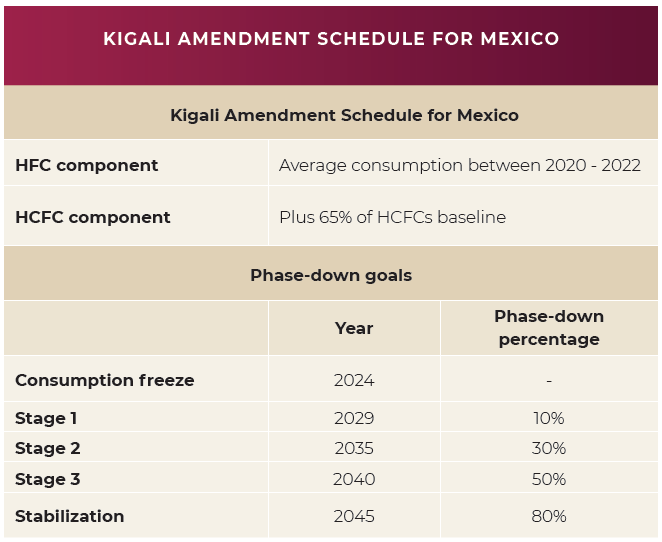 KIGALI AMENDMENT SCHEDULE FOR MEXICO
Kigali Amendment Schedule for Mexico
HFC component Average consumption between 2020 - 2022
HCFC component Plus 65% of HCFCs baseline
Phase-down goals
Year Phase-down percentage
Consumption freeze 2024 -
Stage 1 2029 10%
Stage 2 2035 30%
Stage 3 2040 50%
Stabilization 2045 80%